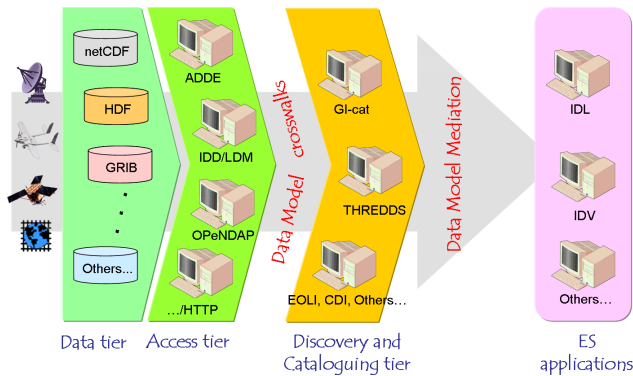 netCDF
HDF
GRIB
Others...
Data tier
ADDE
IDD/LDM
OPeNDAP
.../HTTP
Access tier
Data Model crosswalks
GI-cat
THREDDS
EOLI, CDI, Others...
Discovery and
Cataloguing tier
Data Model Mediation
IDL
IDV
Others...
ES
applications